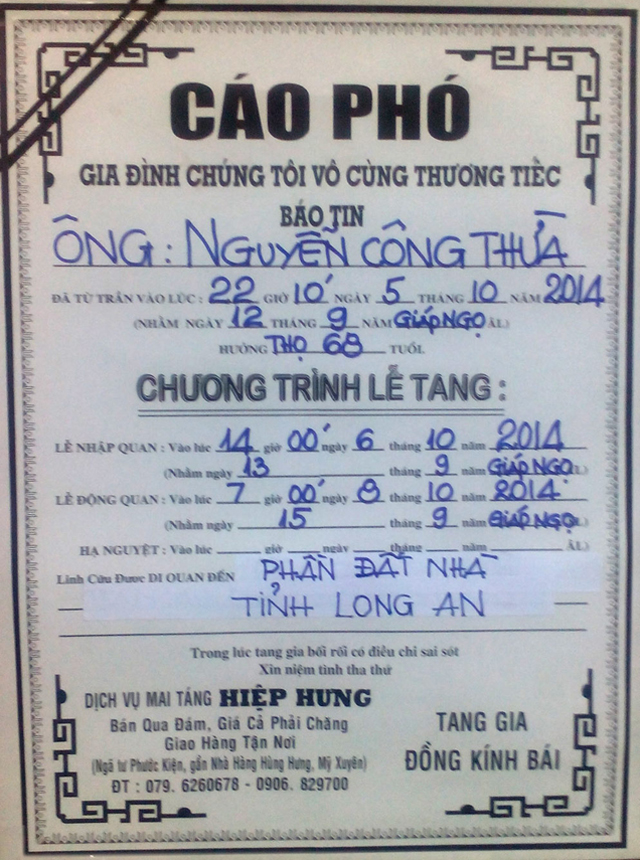 CÁO PHÓ
GIA ĐÌNH CHÚNG TÔI VÔ CÙNG THƯƠNG TIẾC
BÁO TIN
ÔNG : NGUYỄN CÔNG THỪA
ĐÃ TỪ TRẦN VÀO LÚC : 22 GIỜ 10' NGÀY 5 THÁNG 10 NĂM 2014
(NHẰM NGÀY 12 THÁNG 9 NĂM GIÁP NGỌ ÂL)
HƯỞNG THỌ 68 TUỔI.
CHƯƠNG TRÌNH LỄ TANG :
LỄ NHẬP QUAN : Vào lúc 14 giờ 00' ngày 6 tháng 10 năm 2014
(Nhằm ngày 13 tháng 9 năm GIÁP NGỌ ÂL)
LỄ ĐỘNG QUAN : Vào lúc 7 giờ 00' ngày 8 tháng 10 năm 2014
(Nhằm ngày 15 tháng 9 năm GIÁP NGỌ ÂL)
HẠ NGUYỆT : Vào lúc giờ ngày tháng năm ÂL)
Linh Cữu Được DI QUAN ĐẾN PHẦN ĐẤT NHÀ
TỈNH LONG AN
Trong lúc tang gia bối rối có điều chi sai sót
Xin niệm tình tha thứ
DỊCH VỤ MAI TÁNG HIỆP HƯNG
Bán Qua Đám, Giá Cả Phải Chăng
Giao Hàng Tận Nơi
(Ngã tư Phước Kiện, gần Nhà Hàng Hùng Hưng, Mỹ Xuyên)
ĐT : 079. 6260678 - 0906. 829700
TANG GIA
ĐỒNG KÍNH BÁI